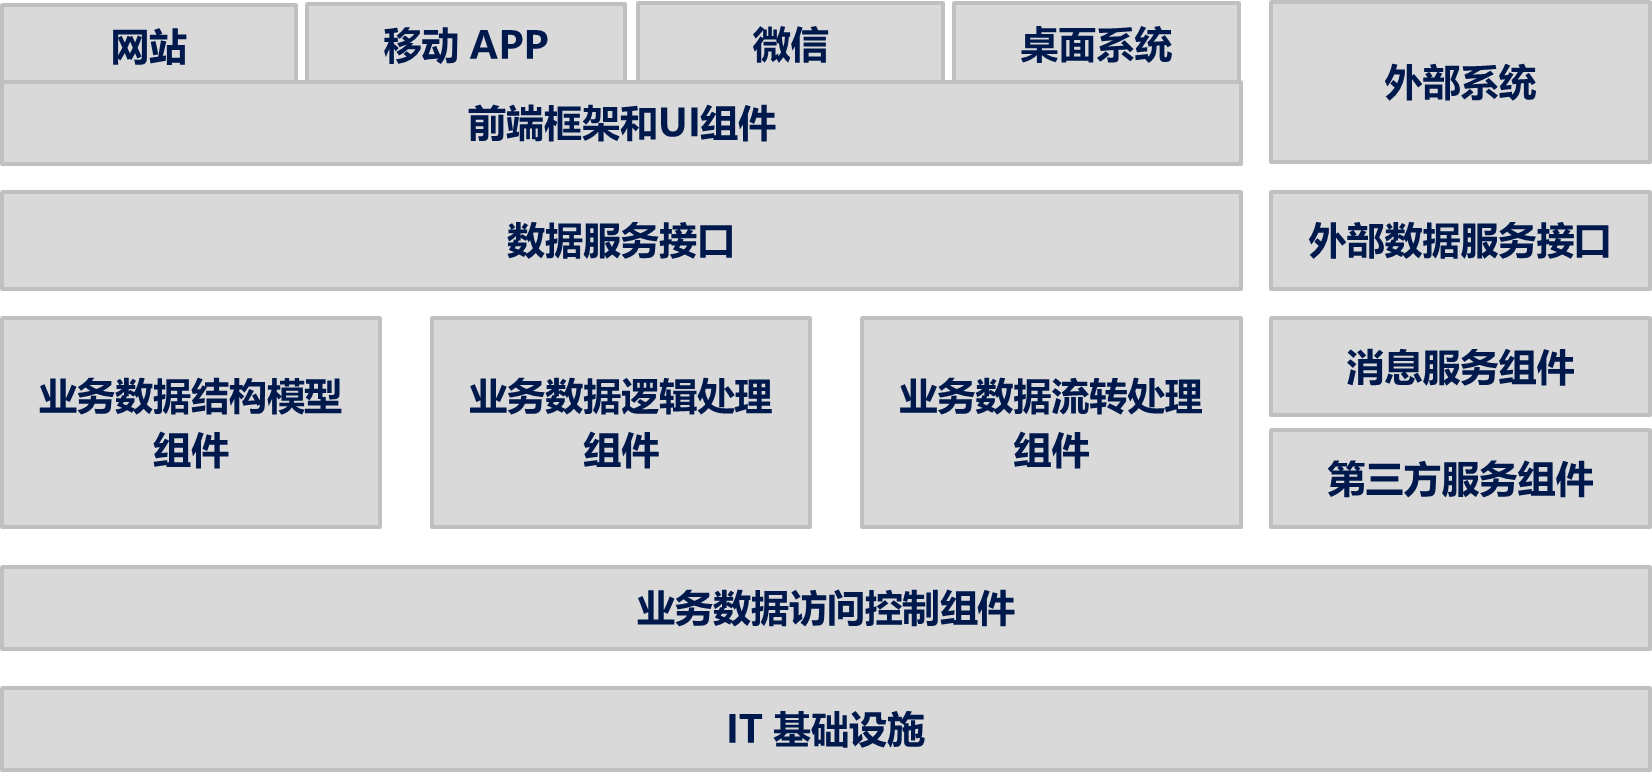 网站
移动 APP
微信
桌面系统
外部系统
前端框架和UI组件
数据服务接口
外部数据服务接口
业务数据结构模型
组件
业务数据逻辑处理
组件
业务数据流转处理
组件
消息服务组件
第三方服务组件
业务数据访问控制组件
IT 基础设施